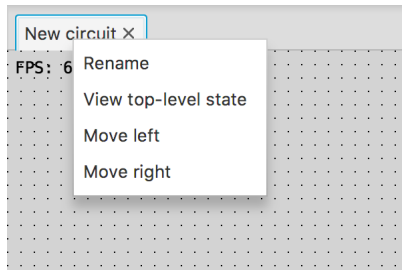 New circuit ×
FPS: 6
Rename
View top-level state
Move left
Move right